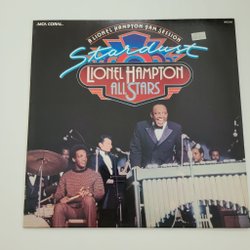 MCA CORAL
A LIONEL HAMPTON JAM SESSION
Stardust
LIONEL HAMPTON
ALL STARS